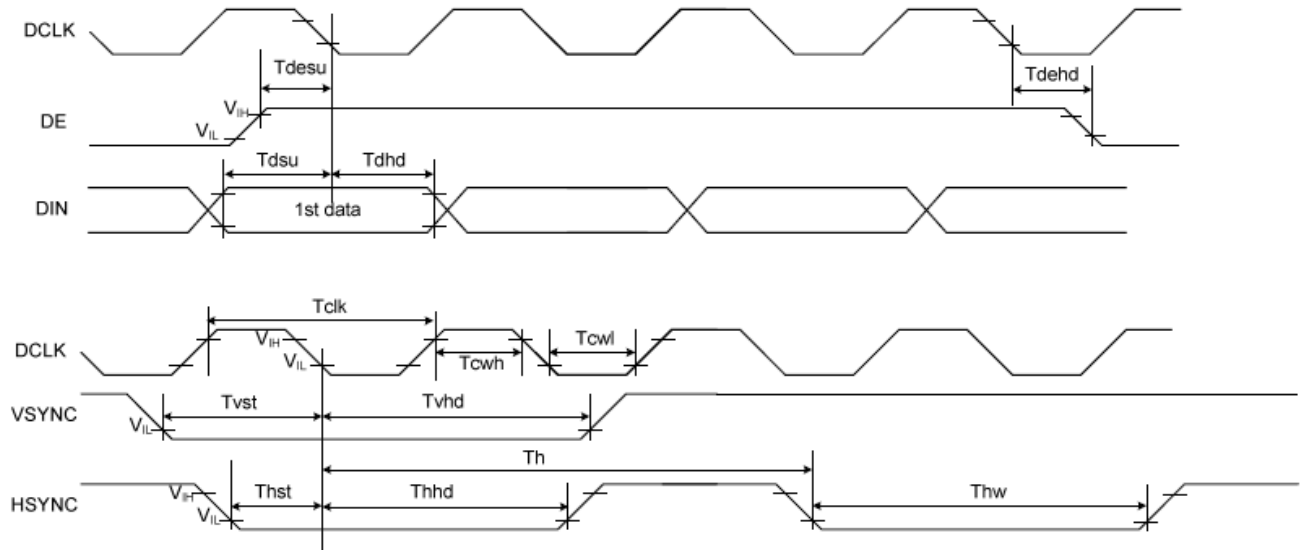 DCLK
Tdesu
Tdehd
VIH
DE
VIL
Tdsu
Tdhd
DIN
1st data
Tclk
DCLK
VIH
VIL
Tcwh
Tcwl
VSYNC
VIL
Tvst
Tvhd
Th
HSYNC
VIH
VIL
Thst
Thhd
Thw